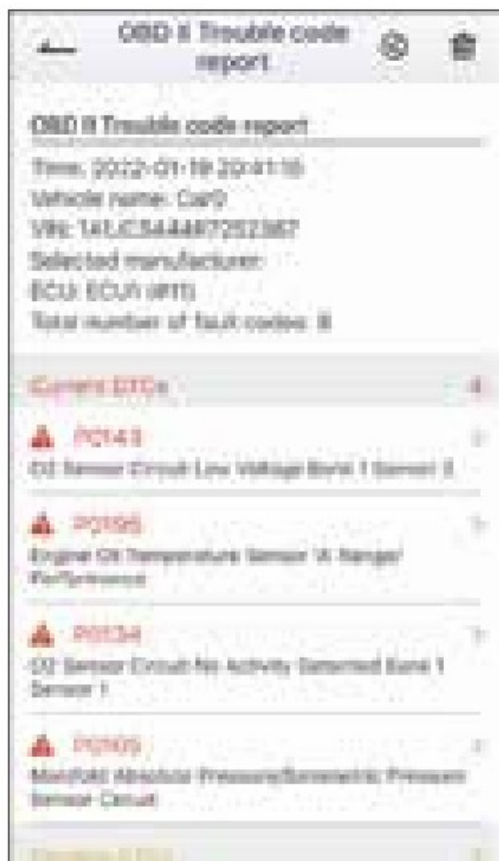 OBD II Trouble code
report
OBD II Trouble code report
Time: 2022-01-19 20:41:16
Vehicle name: Car0
VIN:
Selected manufacturer:
ECU: ECU1
Total number of fault codes: 8
Current DTCs 4
P0143
O2 Sensor Circuit Low Voltage Bank 1 Sensor 3
P0196
Engine Oil Temperature Sensor 'A' Range/
Performance
P0134
O2 Sensor Circuit No Activity Detected Bank 1
Sensor 1
P0105
Manifold Absolute Pressure/Barometric Pressure
Sensor Circuit